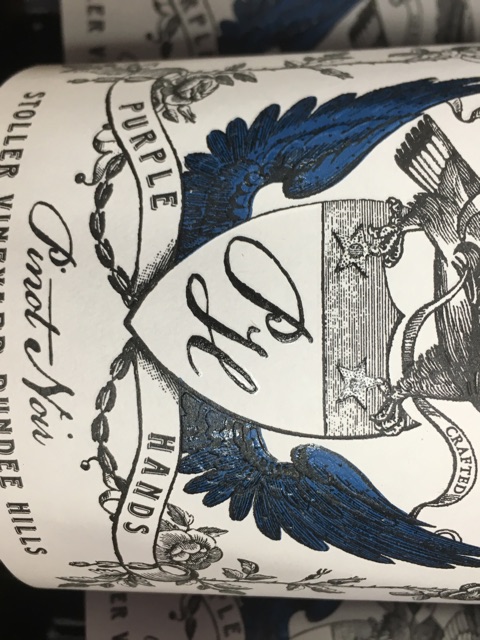 CRAFTED
PH
PURPLE HANDS
Pinot Noir
STOLLER VINEYARD DUNDEE HILLS